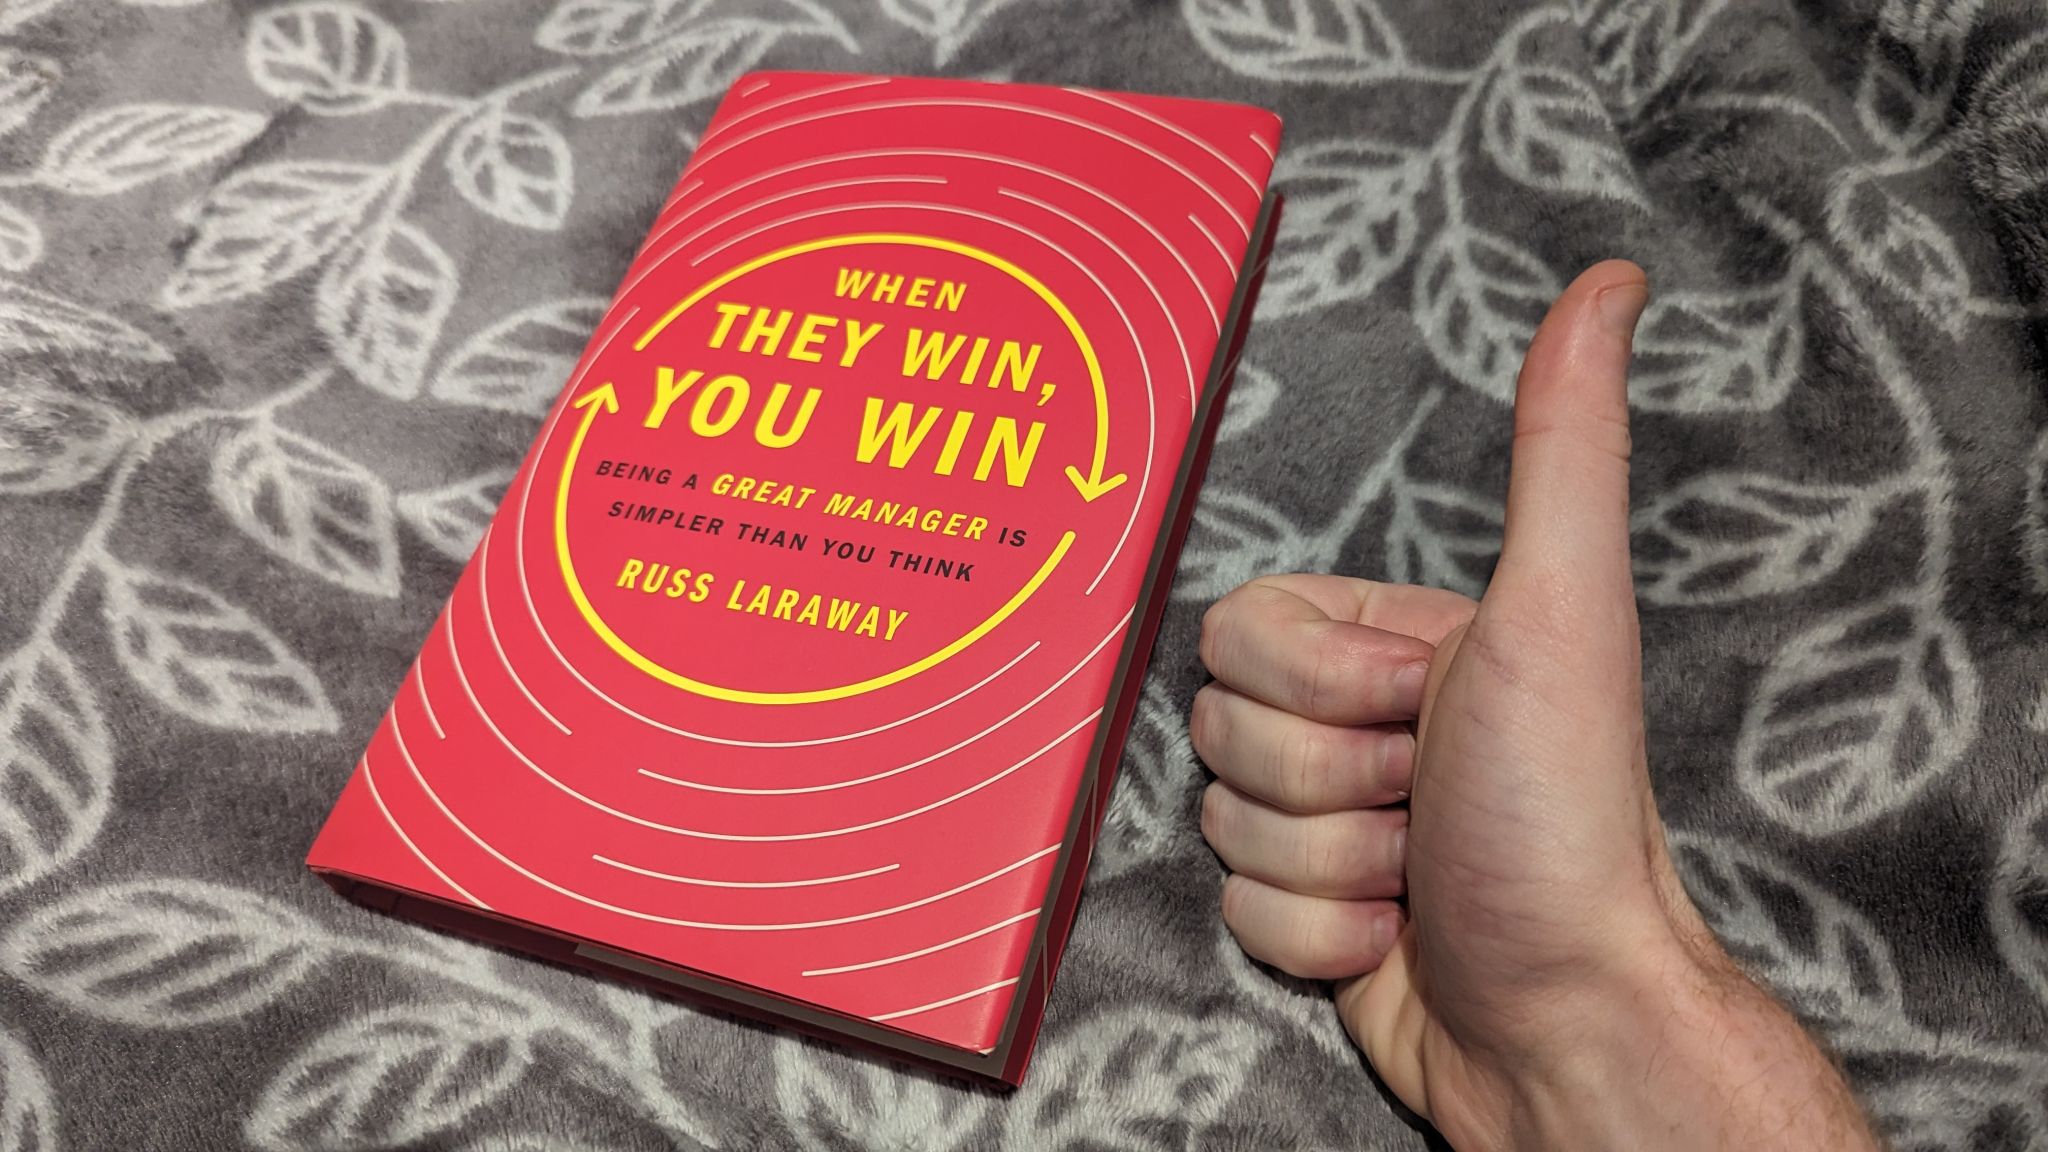 WHEN
THEY WIN,
YOU WIN
BEING A GREAT MANAGER IS
SIMPLER THAN YOU THINK
RUSS LARAWAY